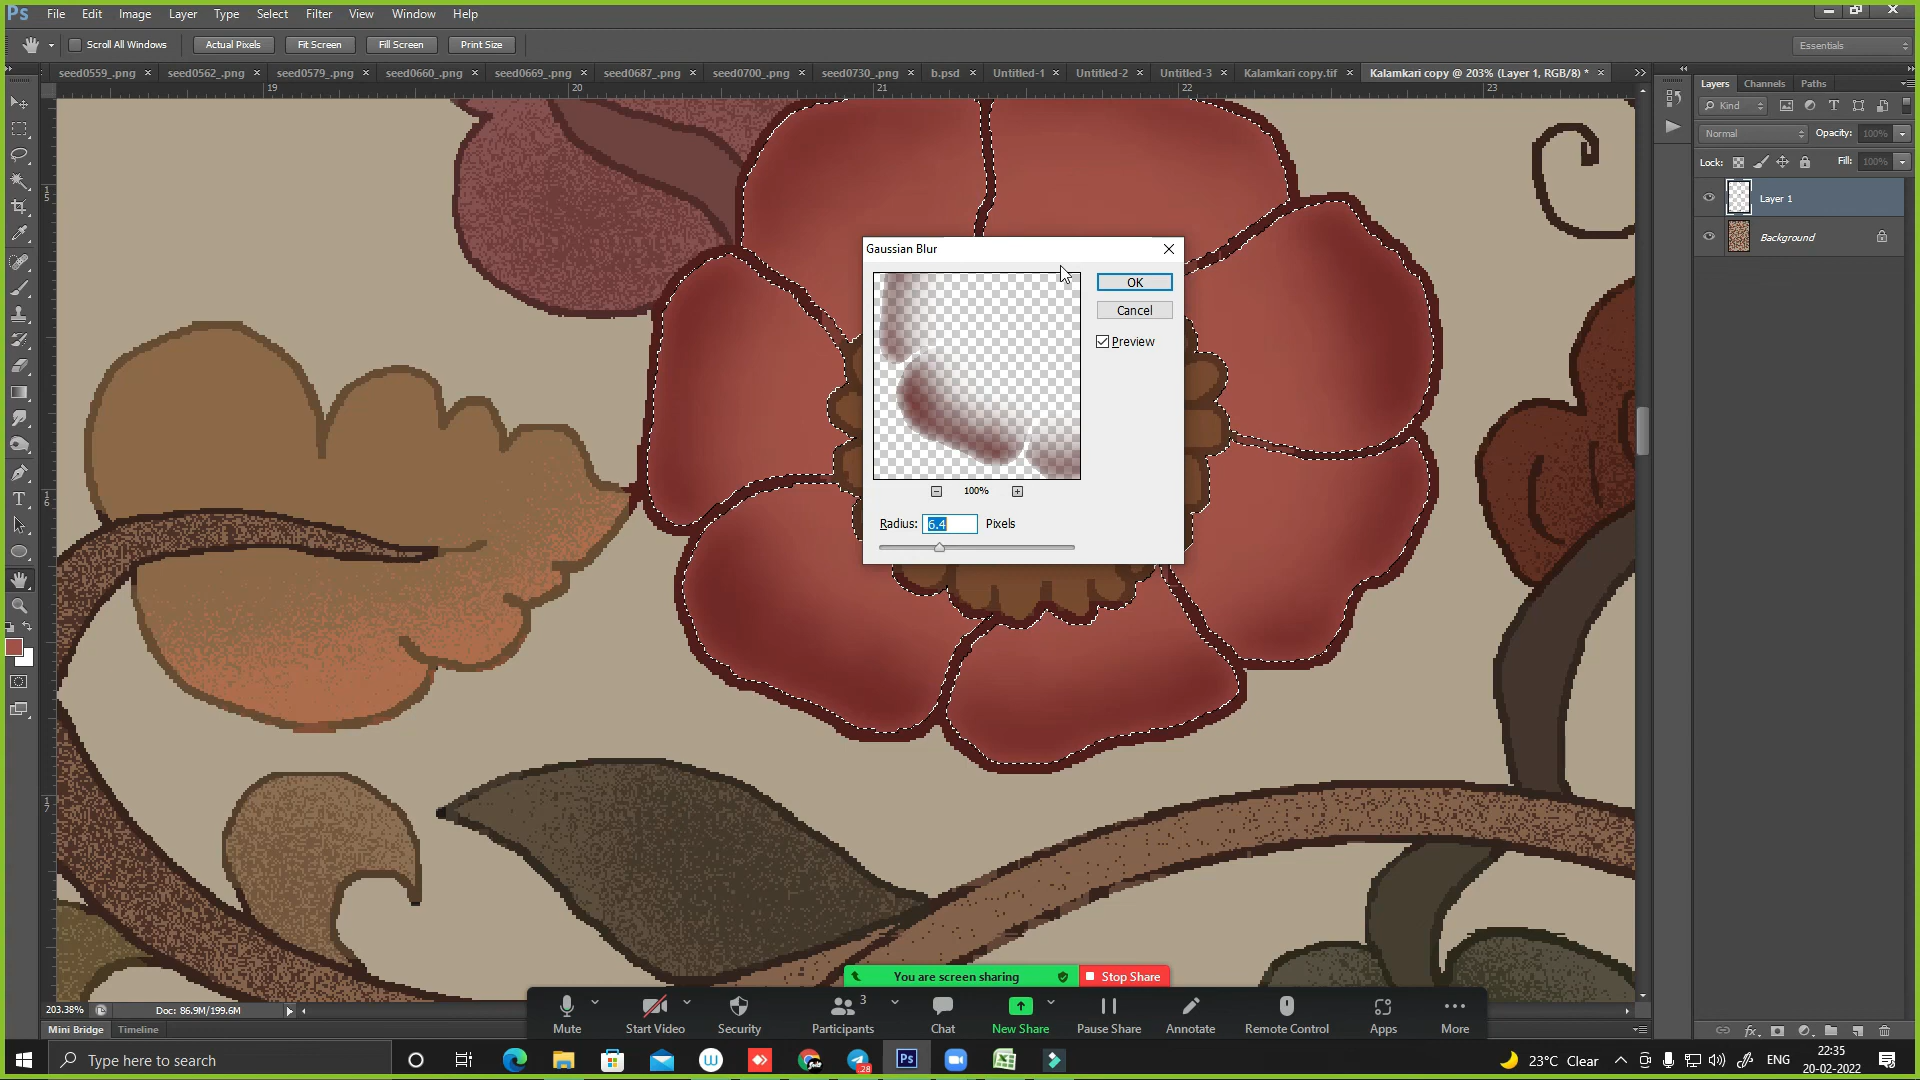 Ps File Edit Image Layer Type Select Filter View Window Help
Scroll All Windows Actual Pixels Fit Screen Fill Screen Print Size Essentials
seed0559_.png × seed0562_.png × seed0579_.png × seed0660_.png × seed0669_.png × seed0687_.png × seed0700_.png × seed0730_.png × b.psd × Untitled-1 × Untitled-2 × Untitled-3 × Kalamkari copy.tif × Kalamkari copy @ 203% (Layer 1, RGB/8) * ×
19 20 21 22 23
Layers Channels Paths
Kind
Normal Opacity: 100%
Lock: Fill: 100%
Layer 1
Background
15
16
17
Gaussian Blur
OK
Cancel
Preview
100%
Radius: 6.4 Pixels
You are screen sharing Stop Share
203.38% Doc: 86.9M/199.6M
Mini Bridge Timeline
3
Mute Start Video Security Participants Chat New Share Pause Share Annotate Remote Control Apps More
Type here to search
28
Ps
23°C Clear
ENG
22:35
20-02-2022